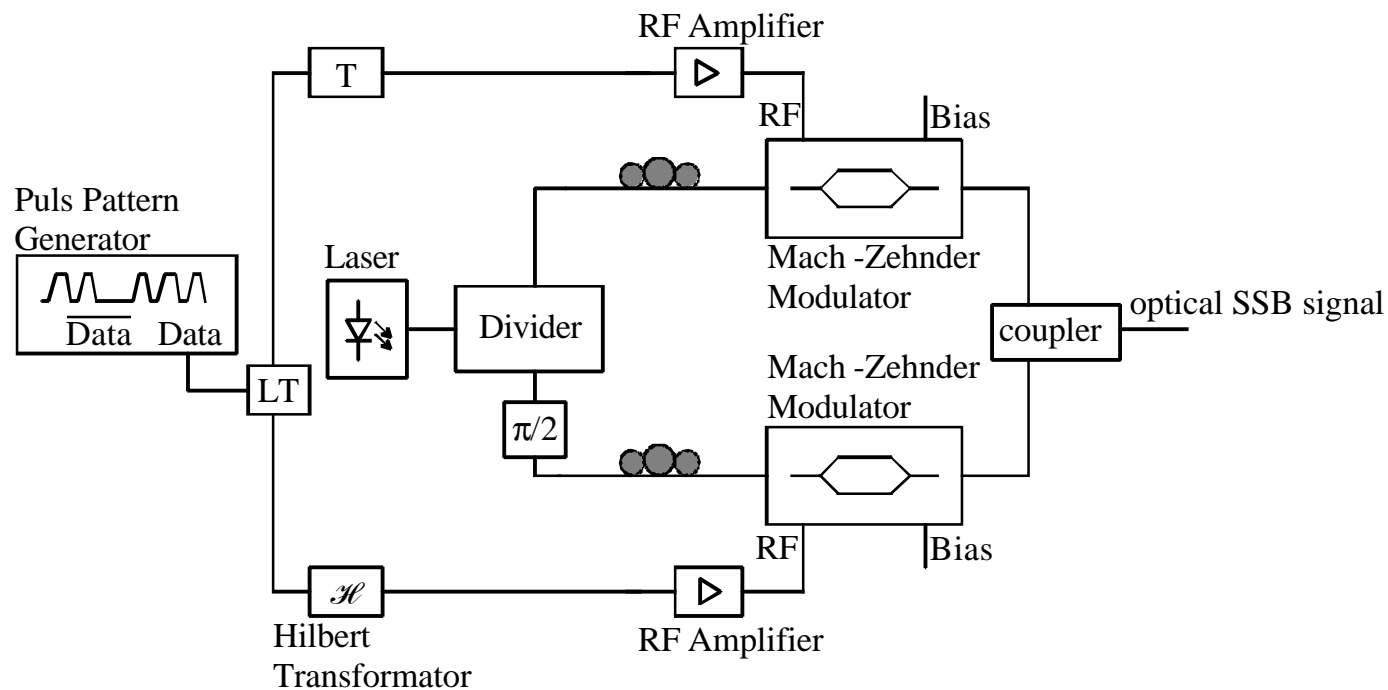 RF Amplifier
T
RF
Bias
Puls Pattern
Generator
Laser
Mach -Zehnder
Modulator
optical SSB signal
Data Data
Divider
coupler
LT
Mach -Zehnder
Modulator
π/2
RF
Bias
ℋ
Hilbert
Transformator
RF Amplifier